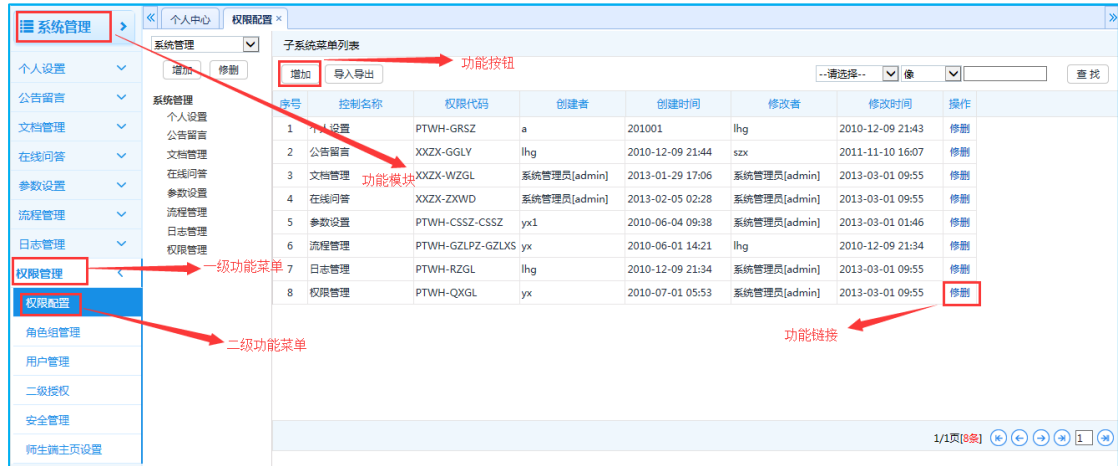 系统管理
个人中心 权限配置 ×
系统管理
增加 修删
子系统菜单列表
增加 导入导出 功能按钮 --请选择-- 像 查 找
个人设置
公告留言
文档管理
在线问答
参数设置
流程管理
日志管理
权限管理
权限配置
角色组管理
用户管理
二级授权
安全管理
师生端主页设置
系统管理
个人设置
公告留言
文档管理
在线问答
参数设置
流程管理
日志管理
权限管理
序号 控制名称 权限代码 创建者 创建时间 修改者 修改时间 操作
1 个人设置 PTWH-GRSZ a 201001 lhg 2010-12-09 21:43 修删
2 公告留言 XXZX-GGLY lhg 2010-12-09 21:44 szx 2011-11-10 16:07 修删
3 文档管理 XXZX-WZGL 系统管理员[admin] 2013-01-29 17:06 系统管理员[admin] 2013-03-01 09:55 修删
功能模块
4 在线问答 XXZX-ZXWD 系统管理员[admin] 2013-02-05 02:28 系统管理员[admin] 2013-03-01 09:55 修删
5 参数设置 PTWH-CSSZ-CSSZ yx1 2010-06-04 09:38 系统管理员[admin] 2013-03-01 01:46 修删
6 流程管理 PTWH-GZLPZ-GZLXS yx 2010-06-01 14:21 lhg 2010-12-09 21:34 修删
一级功能菜单
7 日志管理 PTWH-RZGL lhg 2010-12-09 21:34 系统管理员[admin] 2013-03-01 09:55 修删
8 权限管理 PTWH-QXGL yx 2010-07-01 05:53 系统管理员[admin] 2013-03-01 09:55 修删
功能链接
二级功能菜单
1/1页[8条] 1